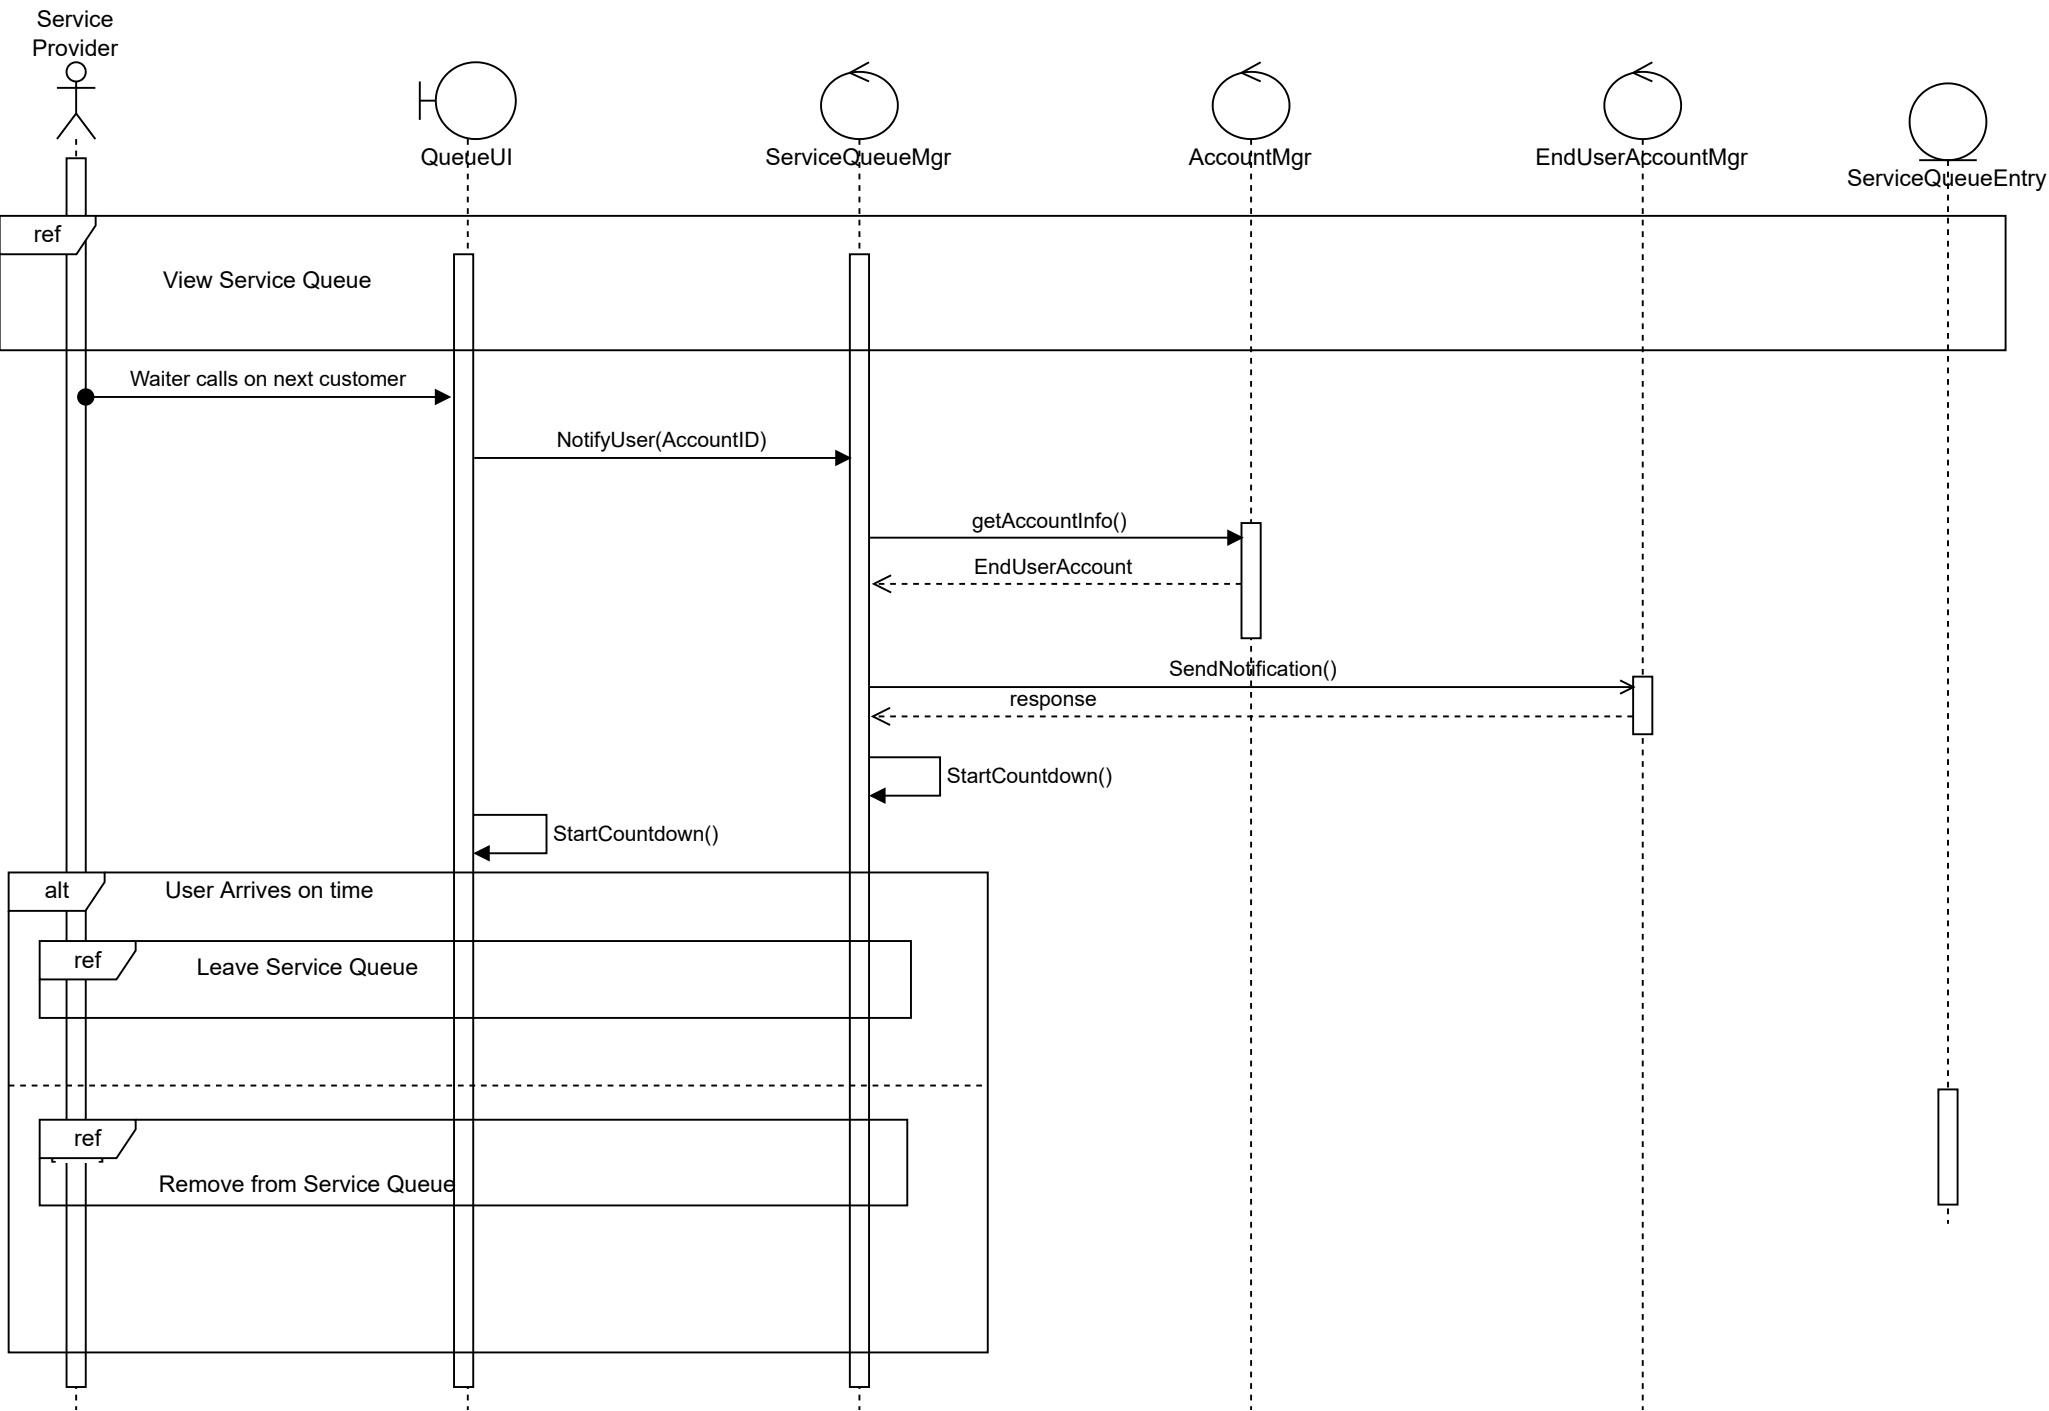 Service
Provider
QueueUI
ServiceQueueMgr
AccountMgr
EndUserAccountMgr
ServiceQueueEntry
ref
View Service Queue
Waiter calls on next customer
NotifyUser(AccountID)
getAccountInfo()
EndUserAccount
SendNotification()
response
StartCountdown()
StartCountdown()
alt
User Arrives on time
ref
Leave Service Queue
ref
Remove from Service Queue